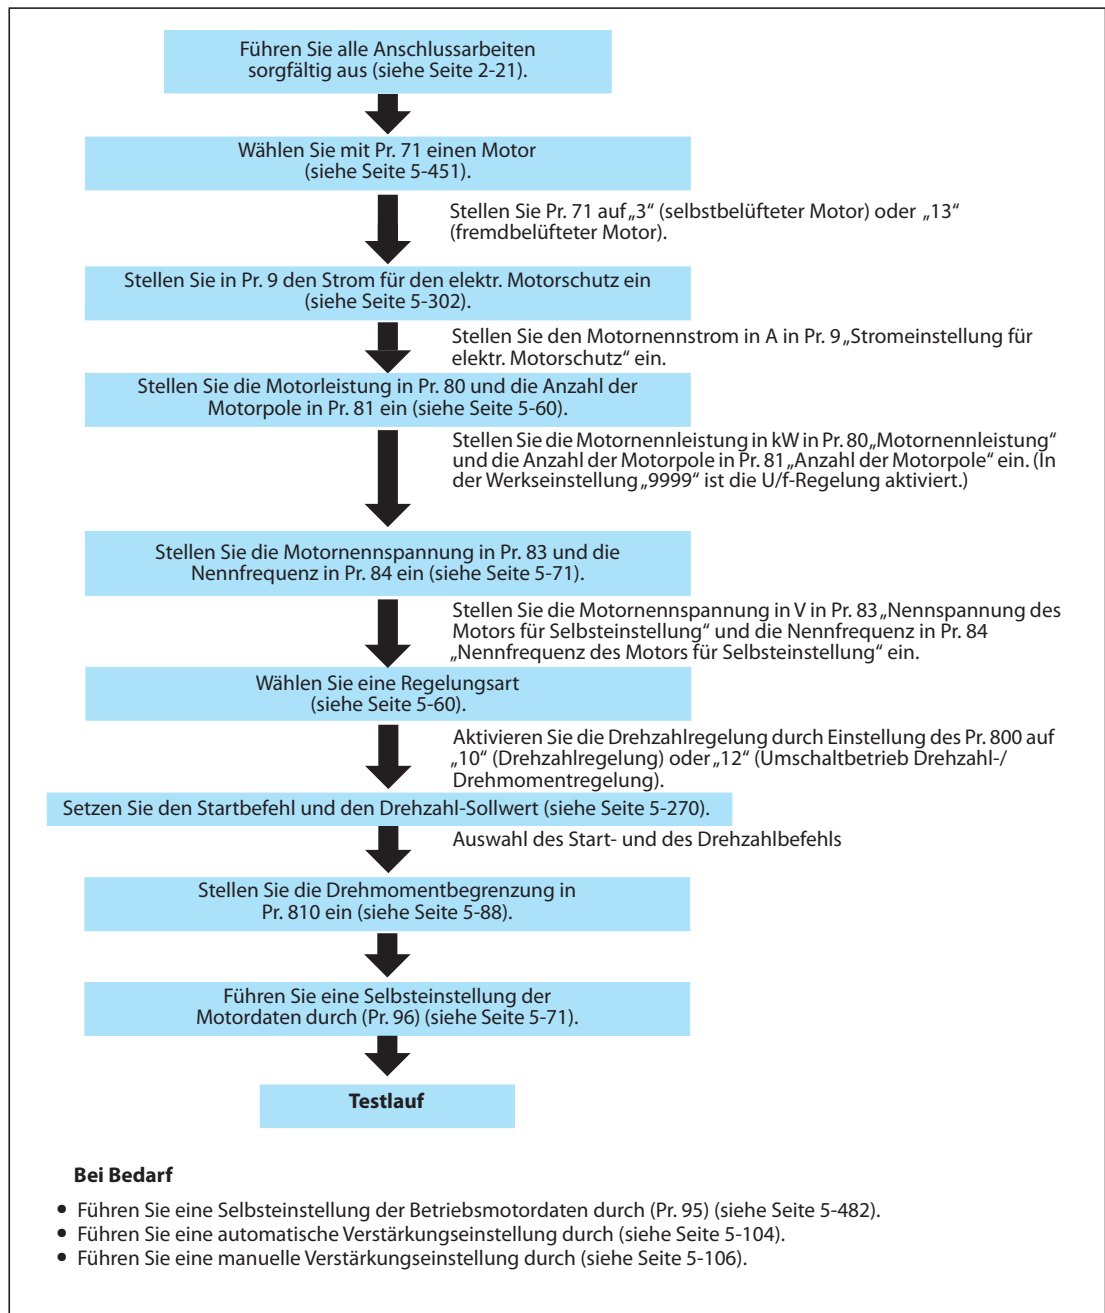 Führen Sie alle Anschlussarbeiten
sorgfältig aus (siehe Seite 2-21).
Wählen Sie mit Pr. 71 einen Motor
(siehe Seite 5-451).
Stellen Sie Pr. 71 auf „3“ (selbstbelüfteter Motor) oder „13“
(fremdbelüfteter Motor).
Stellen Sie in Pr. 9 den Strom für den elektr. Motorschutz ein
(siehe Seite 5-302).
Stellen Sie den Motornennstrom in A in Pr. 9 „Stromeinstellung für
elektr. Motorschutz“ ein.
Stellen Sie die Motorleistung in Pr. 80 und die Anzahl der
Motorpole in Pr. 81 ein (siehe Seite 5-60).
Stellen Sie die Motornennleistung in kW in Pr. 80 „Motornennleistung“
und die Anzahl der Motorpole in Pr. 81 „Anzahl der Motorpole“ ein. (In
der Werkseinstellung „9999“ ist die U/f-Regelung aktiviert.)
Stellen Sie die Motornennspannung in Pr. 83 und die
Nennfrequenz in Pr. 84 ein (siehe Seite 5-71).
Stellen Sie die Motornennspannung in V in Pr. 83 „Nennspannung des
Motors für Selbsteinstellung“ und die Nennfrequenz in Pr. 84
„Nennfrequenz des Motors für Selbsteinstellung“ ein.
Wählen Sie eine Regelungsart
(siehe Seite 5-60).
Aktivieren Sie die Drehzahlregelung durch Einstellung des Pr. 800 auf
„10“ (Drehzahlregelung) oder „12“ (Umschaltbetrieb Drehzahl-/
Drehmomentregelung).
Setzen Sie den Startbefehl und den Drehzahl-Sollwert (siehe Seite 5-270).
Auswahl des Start- und des Drehzahlbefehls
Stellen Sie die Drehmomentbegrenzung in
Pr. 810 ein (siehe Seite 5-88).
Führen Sie eine Selbsteinstellung der
Motordaten durch (Pr. 96) (siehe Seite 5-71).
Testlauf
Bei Bedarf
● Führen Sie eine Selbsteinstellung der Betriebsmotordaten durch (Pr. 95) (siehe Seite 5-482).
● Führen Sie eine automatische Verstärkungseinstellung durch (siehe Seite 5-104).
● Führen Sie eine manuelle Verstärkungseinstellung durch (siehe Seite 5-106).